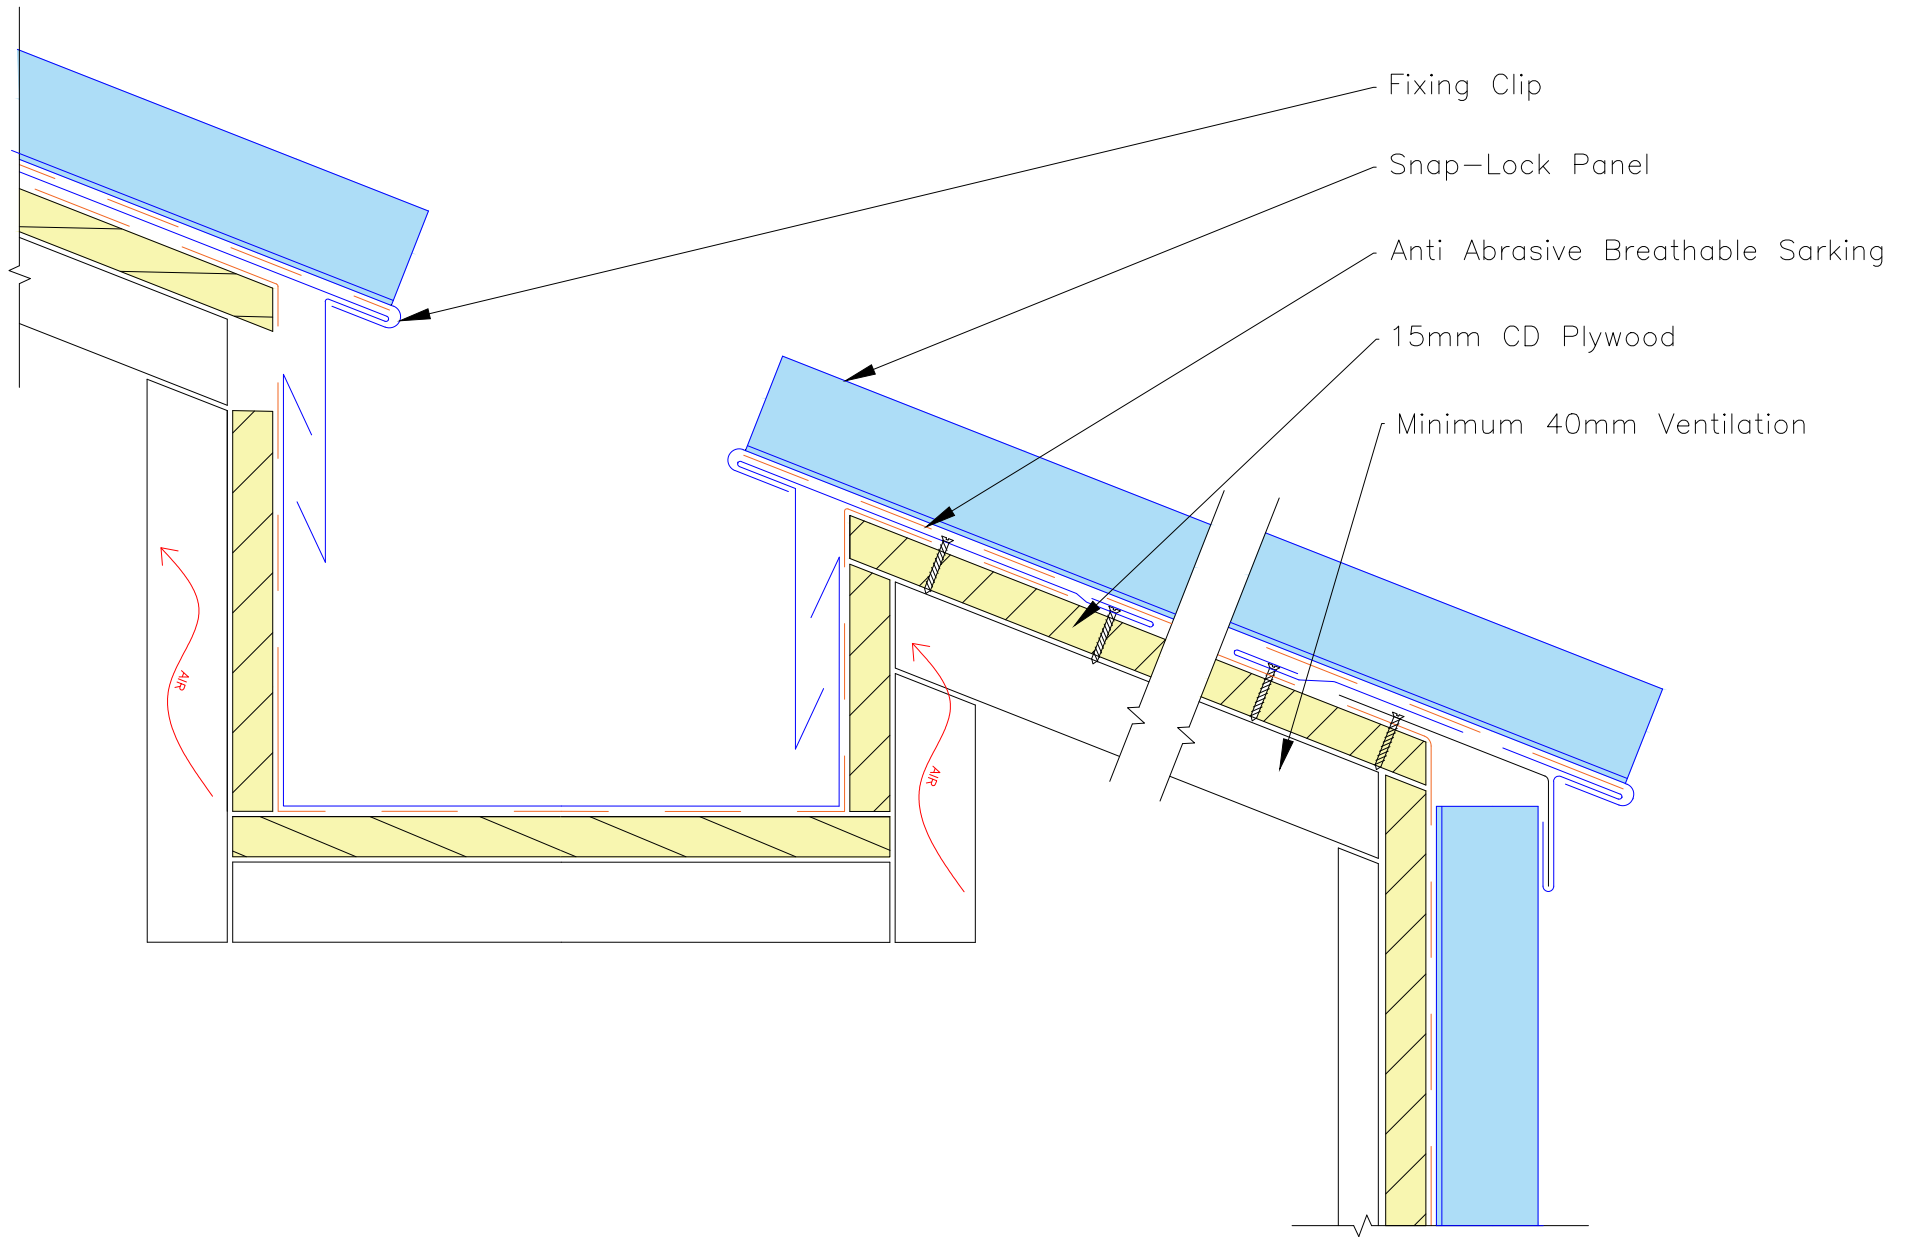 Fixing Clip
Snap-Lock Panel
Anti Abrasive Breathable Sarking
15mm CD Plywood
Minimum 40mm Ventilation
AIR
AIR